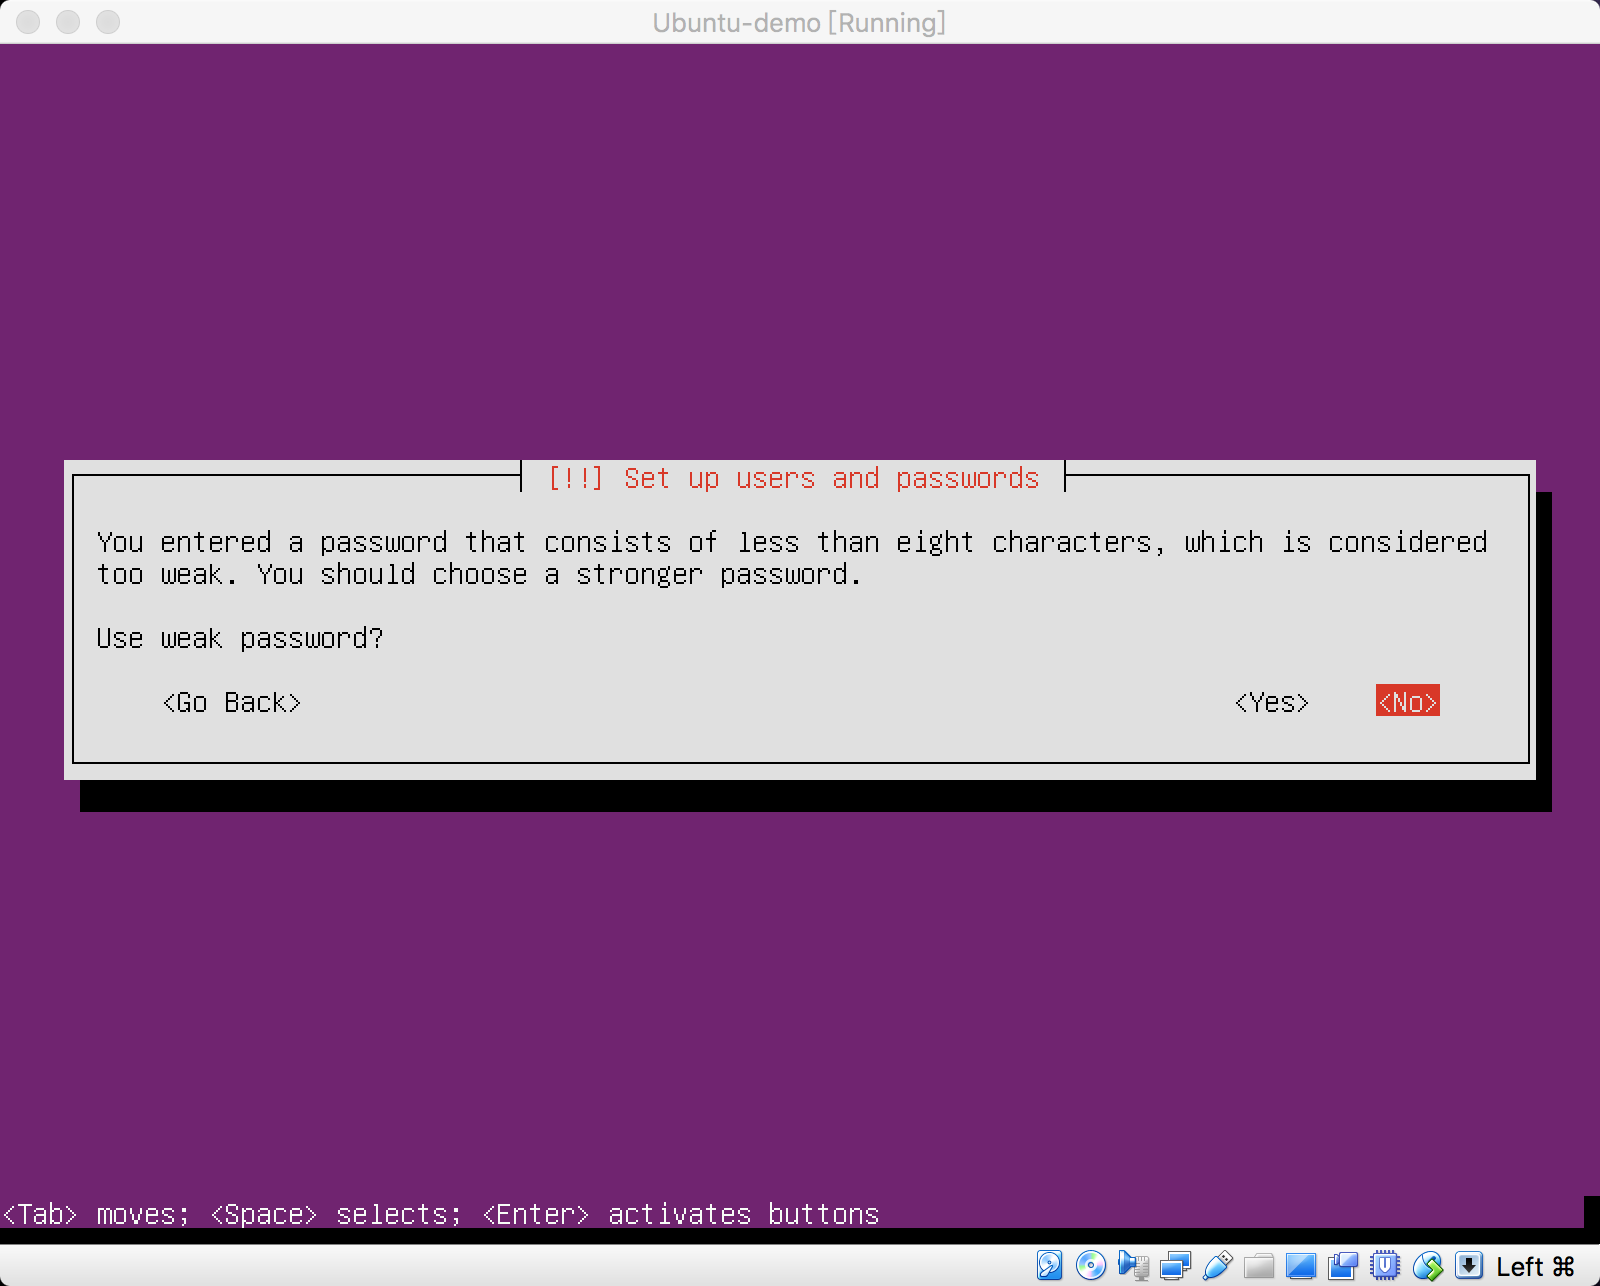 Ubuntu-demo [Running]
[!!] Set up users and passwords
You entered a password that consists of less than eight characters, which is considered
too weak. You should choose a stronger password.
Use weak password?
<Go Back> <Yes> <No>
<Tab> moves; <Space> selects; <Enter> activates buttons
Left ⌘